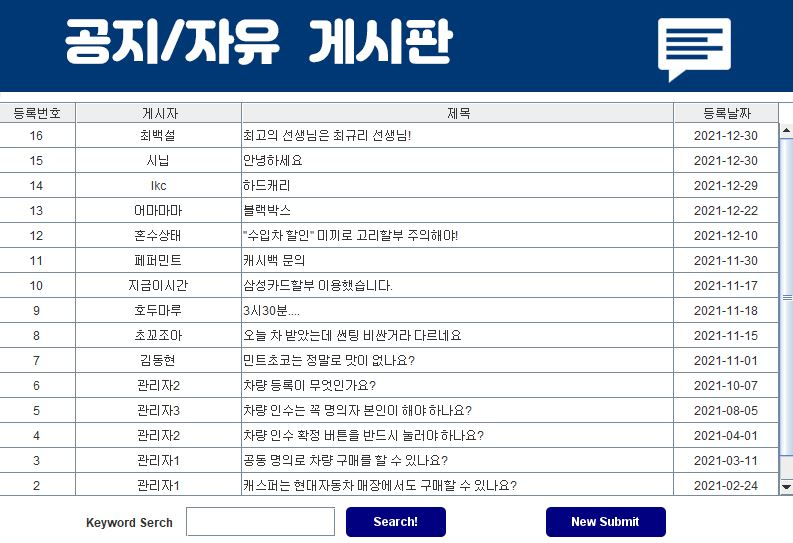 공지/자유 게시판
등록번호 게시자 제목 등록날짜
16 최백설 최고의 선생님은 최규리 선생님! 2021-12-30
15 시닙 안녕하세요 2021-12-30
14 lkc 하드캐리 2021-12-29
13 어마마마 블랙박스 2021-12-22
12 혼수상태 "수입차 할인" 미끼로 고리할부 주의해야! 2021-12-10
11 페퍼민트 캐시백 문의 2021-11-30
10 지금이시간 삼성카드할부 이용했습니다. 2021-11-17
9 호두마루 3시30분.... 2021-11-18
8 초꼬조아 오늘 차 받았는데 썬팅 비싼거라 다르네요 2021-11-15
7 김동현 민트초코는 정말로 맛이 없나요? 2021-11-01
6 관리자2 차량 등록이 무엇인가요? 2021-10-07
5 관리자3 차량 인수는 꼭 명의자 본인이 해야 하나요? 2021-08-05
4 관리자2 차량 인수 확정 버튼을 반드시 눌러야 하나요? 2021-04-01
3 관리자1 공동 명의로 차량 구매를 할 수 있나요? 2021-03-11
2 관리자1 캐스퍼는 현대자동차 매장에서도 구매할 수 있나요? 2021-02-24
Keyword Serch Search! New Submit